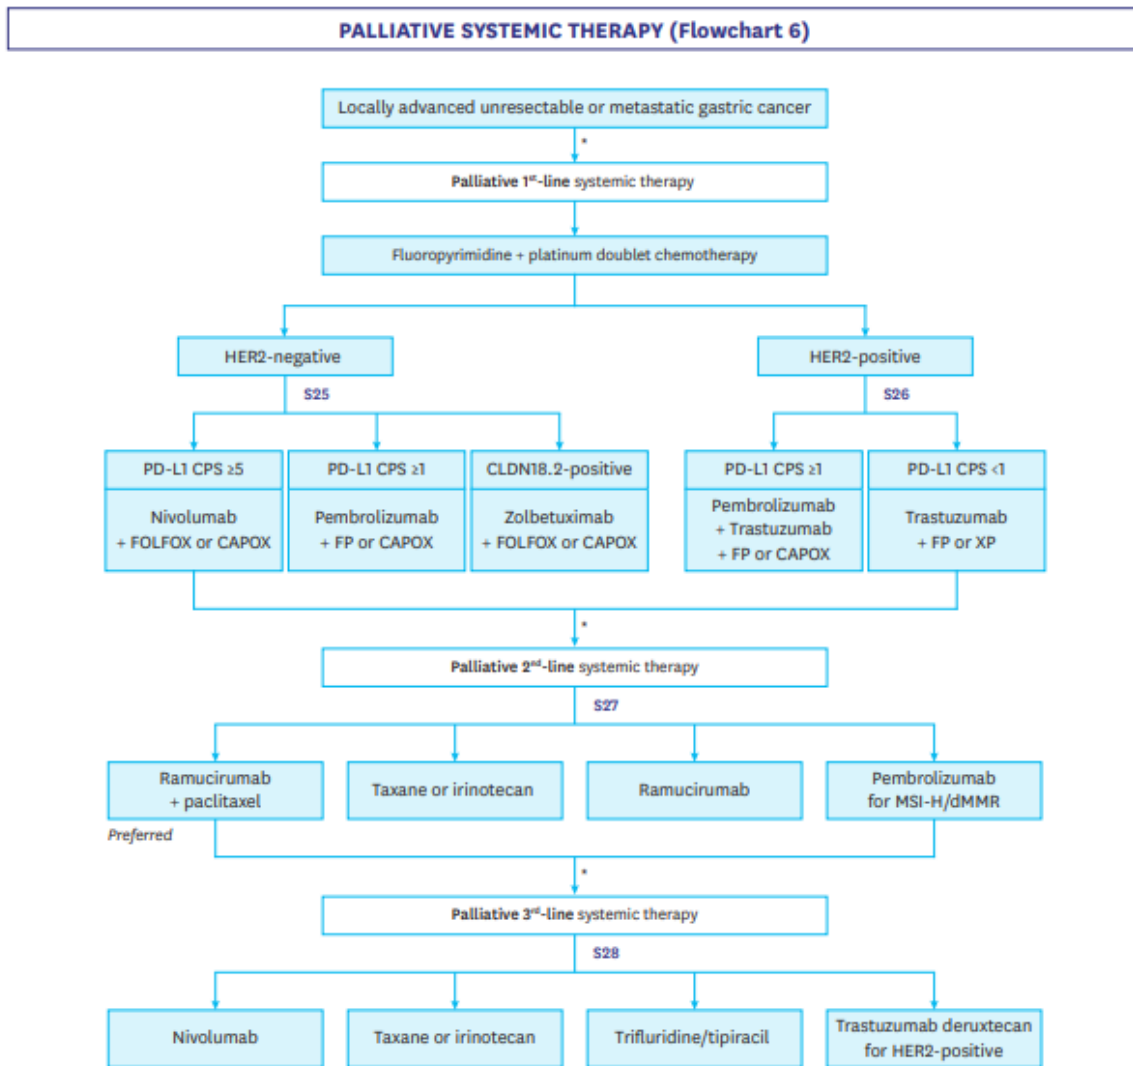 PALLIATIVE SYSTEMIC THERAPY (Flowchart 6)
Locally advanced unresectable or metastatic gastric cancer
*
Palliative 1st-line systemic therapy
Fluoropyrimidine + platinum doublet chemotherapy
HER2-negative
HER2-positive
S25
S26
PD-L1 CPS ≥5
Nivolumab
+ FOLFOX or CAPOX
PD-L1 CPS ≥1
Pembrolizumab
+ FP or CAPOX
CLDN18.2-positive
Zolbetuximab
+ FOLFOX or CAPOX
PD-L1 CPS ≥1
Pembrolizumab
+ Trastuzumab
+ FP or CAPOX
PD-L1 CPS <1
Trastuzumab
+ FP or XP
*
Palliative 2nd-line systemic therapy
S27
Ramucirumab
+ paclitaxel
Preferred
Taxane or irinotecan
Ramucirumab
Pembrolizumab
for MSI-H/dMMR
*
Palliative 3rd-line systemic therapy
S28
Nivolumab
Taxane or irinotecan
Trifluridine/tipiracil
Trastuzumab deruxtecan
for HER2-positive